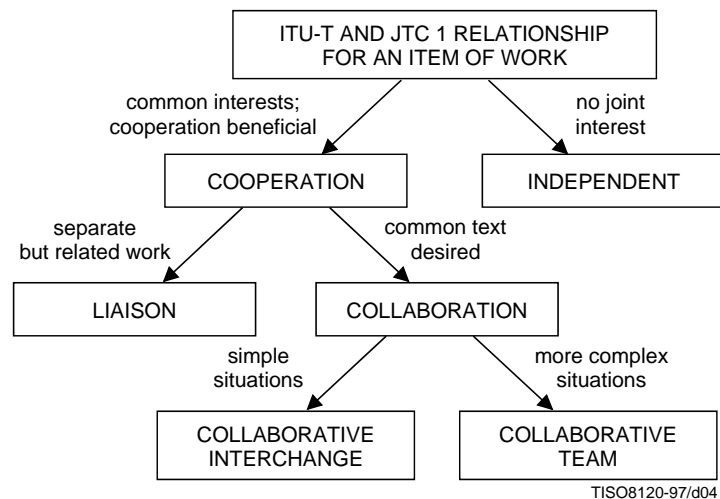 ITU-T AND JTC 1 RELATIONSHIP
FOR AN ITEM OF WORK
common interests;
cooperation beneficial
no joint
interest
COOPERATION
INDEPENDENT
separate
but related work
common text
desired
LIAISON
COLLABORATION
simple
situations
more complex
situations
COLLABORATIVE
INTERCHANGE
COLLABORATIVE
TEAM
TISO8120-97/d04